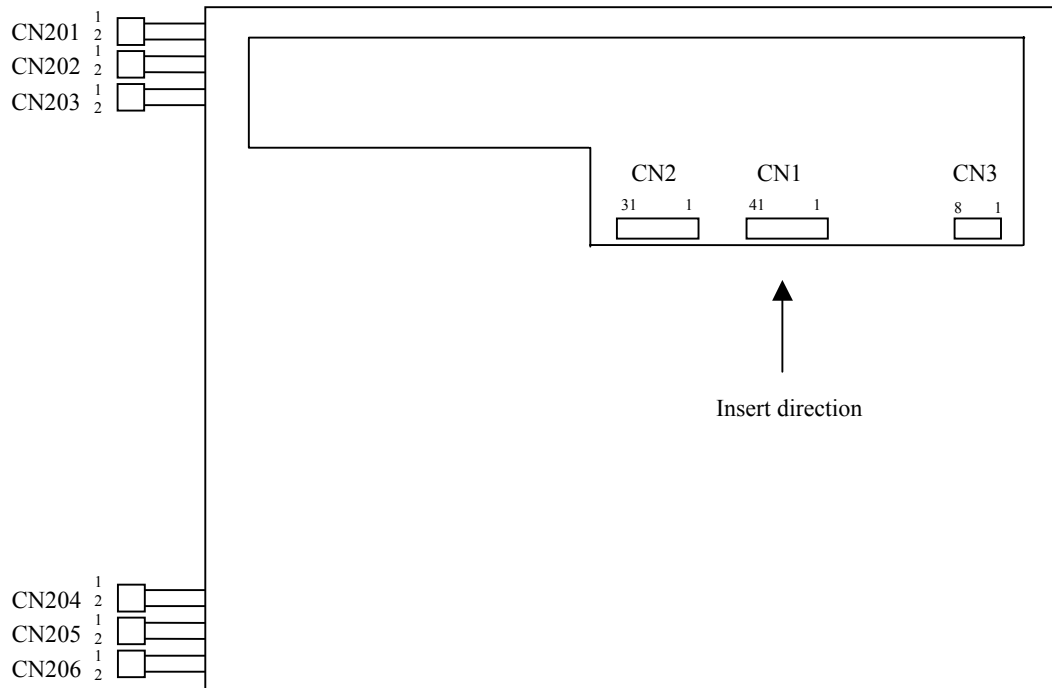 CN201 1
2
CN202 1
2
CN203 1
2
CN2 CN1 CN3
31 1 41 1 8 1
Insert direction
CN204 1
2
CN205 1
2
CN206 1
2